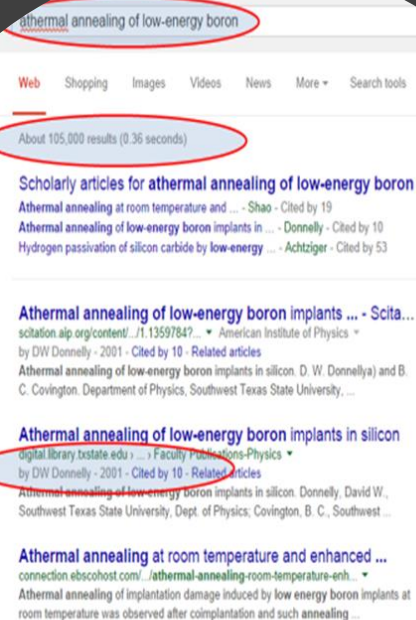 athermal annealing of low-energy boron
Web Shopping Images Videos News More Search tools
About 105,000 results (0.36 seconds)
Scholarly articles for athermal annealing of low-energy boron
Athermal annealing at room temperature and ... - Shao - Cited by 19
Athermal annealing of low-energy boron implants in ... - Donnelly - Cited by 10
Hydrogen passivation of silicon carbide by low-energy ... - Achtziger - Cited by 53
Athermal annealing of low-energy boron implants ... - Scita...
scitation.aip.org/content/.../1.1359784?... American Institute of Physics
by DW Donnelly - 2001 - Cited by 10 - Related articles
Athermal annealing of low-energy boron implants in silicon. D. W. Donnellya) and B.
C. Covington. Department of Physics, Southwest Texas State University, ...
Athermal annealing of low-energy boron implants in silicon
digital.library.txstate.edu › ... › Faculty Publications-Physics
by DW Donnelly - 2001 - Cited by 10 - Related articles
Athermal annealing of low-energy boron implants in silicon. Donnelly, David W.,
Southwest Texas State University, Dept. of Physics; Covington, B. C., Southwest ...
Athermal annealing at room temperature and enhanced ...
connection.ebscohost.com/.../athermal-annealing-room-temperature-enh...
Athermal annealing of implantation damage induced by low energy boron implants at
room temperature was observed after coimplantation and such annealing ...